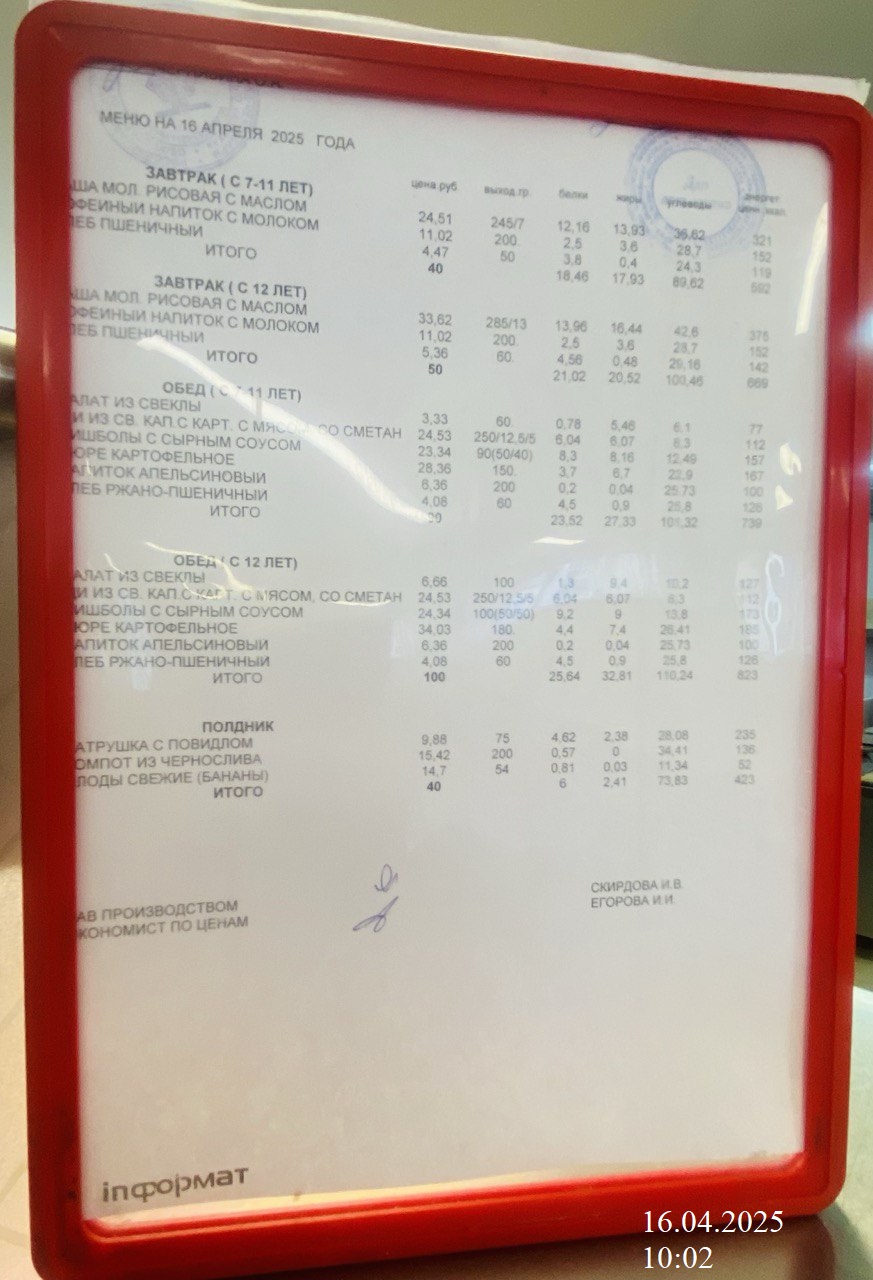 МЕНЮ НА 16 АПРЕЛЯ 2025 ГОДА
цена.руб выход.гр. белки жиры углеводы энергет
ЗАВТРАК ( С 7-11 ЛЕТ)
АША МОЛ. РИСОВАЯ С МАСЛОМ 24,51 245/7 12,16 13,93 36,62 321
ОФЕЙНЫЙ НАПИТОК С МОЛОКОМ 11,02 200 2,5 3,6 28,7 152
ЛЕБ ПШЕНИЧНЫЙ 4,47 50 3,8 0,4 24,3 119
ИТОГО 40 18,46 17,93 89,62 592
ЗАВТРАК ( С 12 ЛЕТ)
АША МОЛ. РИСОВАЯ С МАСЛОМ 33,62 285/13 13,96 16,44 42,6 375
ОФЕЙНЫЙ НАПИТОК С МОЛОКОМ 11,02 200 2,5 3,6 28,7 152
ЛЕБ ПШЕНИЧНЫЙ 5,36 60. 4,56 0,48 29,16 142
ИТОГО 50 21,02 20,52 100,46 669
ОБЕД ( С 7-11 ЛЕТ)
АЛАТ ИЗ СВЕКЛЫ 3,33 60. 0,78 5,46 6,1 77
И ИЗ СВ. КАП.С КАРТ. С МЯСОМ, СО СМЕТАН 24,53 250/12,5/5 6,04 6,07 8,3 112
ИШБОЛЫ С СЫРНЫМ СОУСОМ 23,34 90(50/40) 8,3 8,16 12,49 157
ЮРЕ КАРТОФЕЛЬНОЕ 28,36 150. 3,7 6,7 22,9 167
АПИТОК АПЕЛЬСИНОВЫЙ 6,36 200 0,2 0,04 25,73 100
ЛЕБ РЖАНО-ПШЕНИЧНЫЙ 4,08 60 4,5 0,9 25,8 126
ИТОГО 23,52 27,33 101,32 739
ОБЕД ( С 12 ЛЕТ)
АЛАТ ИЗ СВЕКЛЫ 6,66 100 1,3 9,4 10,2 127
И ИЗ СВ. КАП.С КАРТ. С МЯСОМ, СО СМЕТАН 24,53 250/12,5/5 6,04 6,07 8,3 112
ИШБОЛЫ С СЫРНЫМ СОУСОМ 24,34 100(50/50) 9,2 9 13,8 173
ЮРЕ КАРТОФЕЛЬНОЕ 34,03 180. 4,4 7,4 26,41 185
АПИТОК АПЕЛЬСИНОВЫЙ 6,36 200 0,2 0,04 25,73 100
ЛЕБ РЖАНО-ПШЕНИЧНЫЙ 4,08 60 4,5 0,9 25,8 126
ИТОГО 100 25,64 32,81 110,24 823
ПОЛДНИК
АТРУШКА С ПОВИДЛОМ 9,88 75 4,62 2,38 28,08 235
ОМПОТ ИЗ ЧЕРНОСЛИВА 15,42 200 0,57 0 34,41 136
ЛОДЫ СВЕЖИЕ (БАНАНЫ) 14,7 54 0,81 0,03 11,34 52
ИТОГО 40 6 2,41 73,83 423
АВ ПРОИЗВОДСТВОМ СКИРДОВА И.В.
КОНОМИСТ ПО ЦЕНАМ ЕГОРОВА И.И.
inформат
16.04.2025
10:02